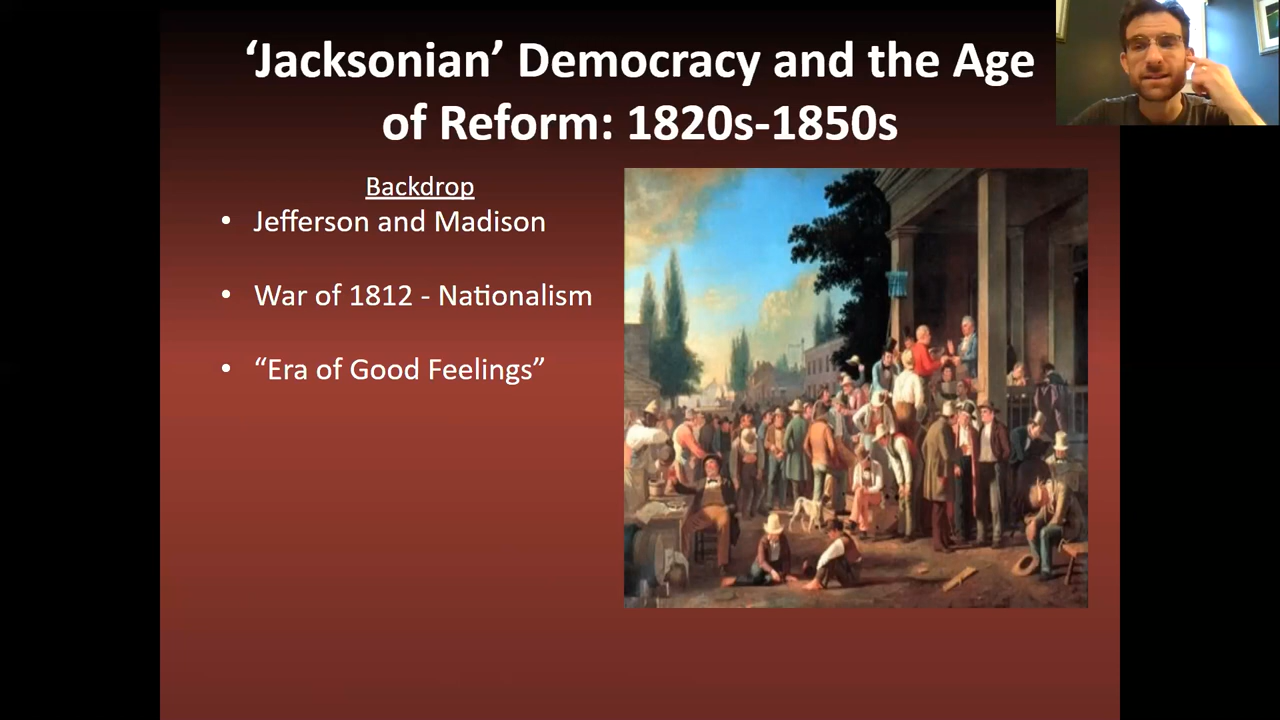 ‘Jacksonian’ Democracy and the Age
of Reform: 1820s-1850s
Backdrop
• Jefferson and Madison
• War of 1812 - Nationalism
• “Era of Good Feelings”